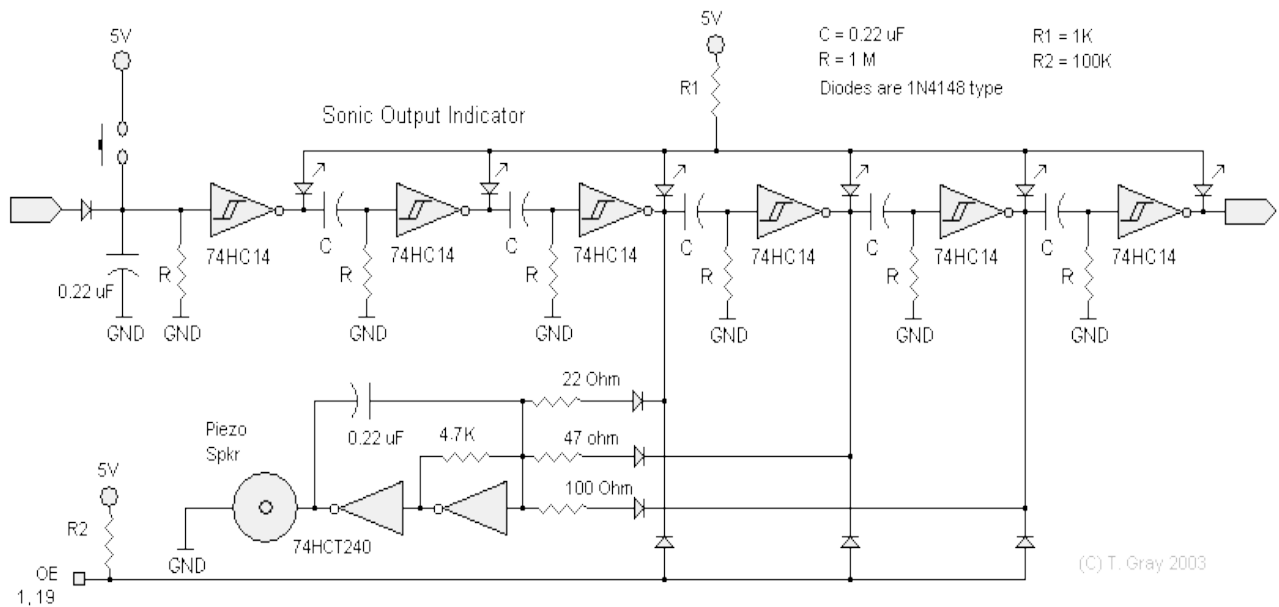 5V
5V
C = 0.22 uF
R1 = 1K
R = 1 M
R2 = 100K
Diodes are 1N4148 type
R1
Sonic Output Indicator
74HC14
C
74HC14
C
74HC14
C
74HC14
C
74HC14
C
74HC14
0.22 uF
R
R
R
R
R
R
GND
GND
GND
GND
GND
GND
GND
22 Ohm
0.22 uF
4.7K
47 ohm
100 Ohm
Piezo
Spkr
5V
R2
74HCT240
GND
OE
1, 19
(C) T. Gray 2003